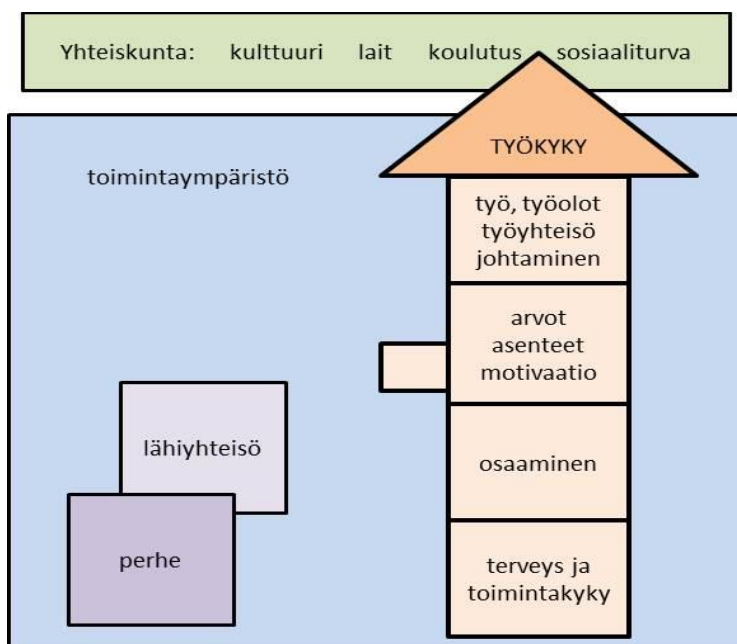 Yhteiskunta: kulttuuri lait koulutus sosiaaliturva
TYÖKYKY
toimintaympäristö
työ, työolot
työyhteisö
johtaminen
arvot
asenteet
motivaatio
lähiyhteisö
osaaminen
perhe
terveys ja
toimintakyky